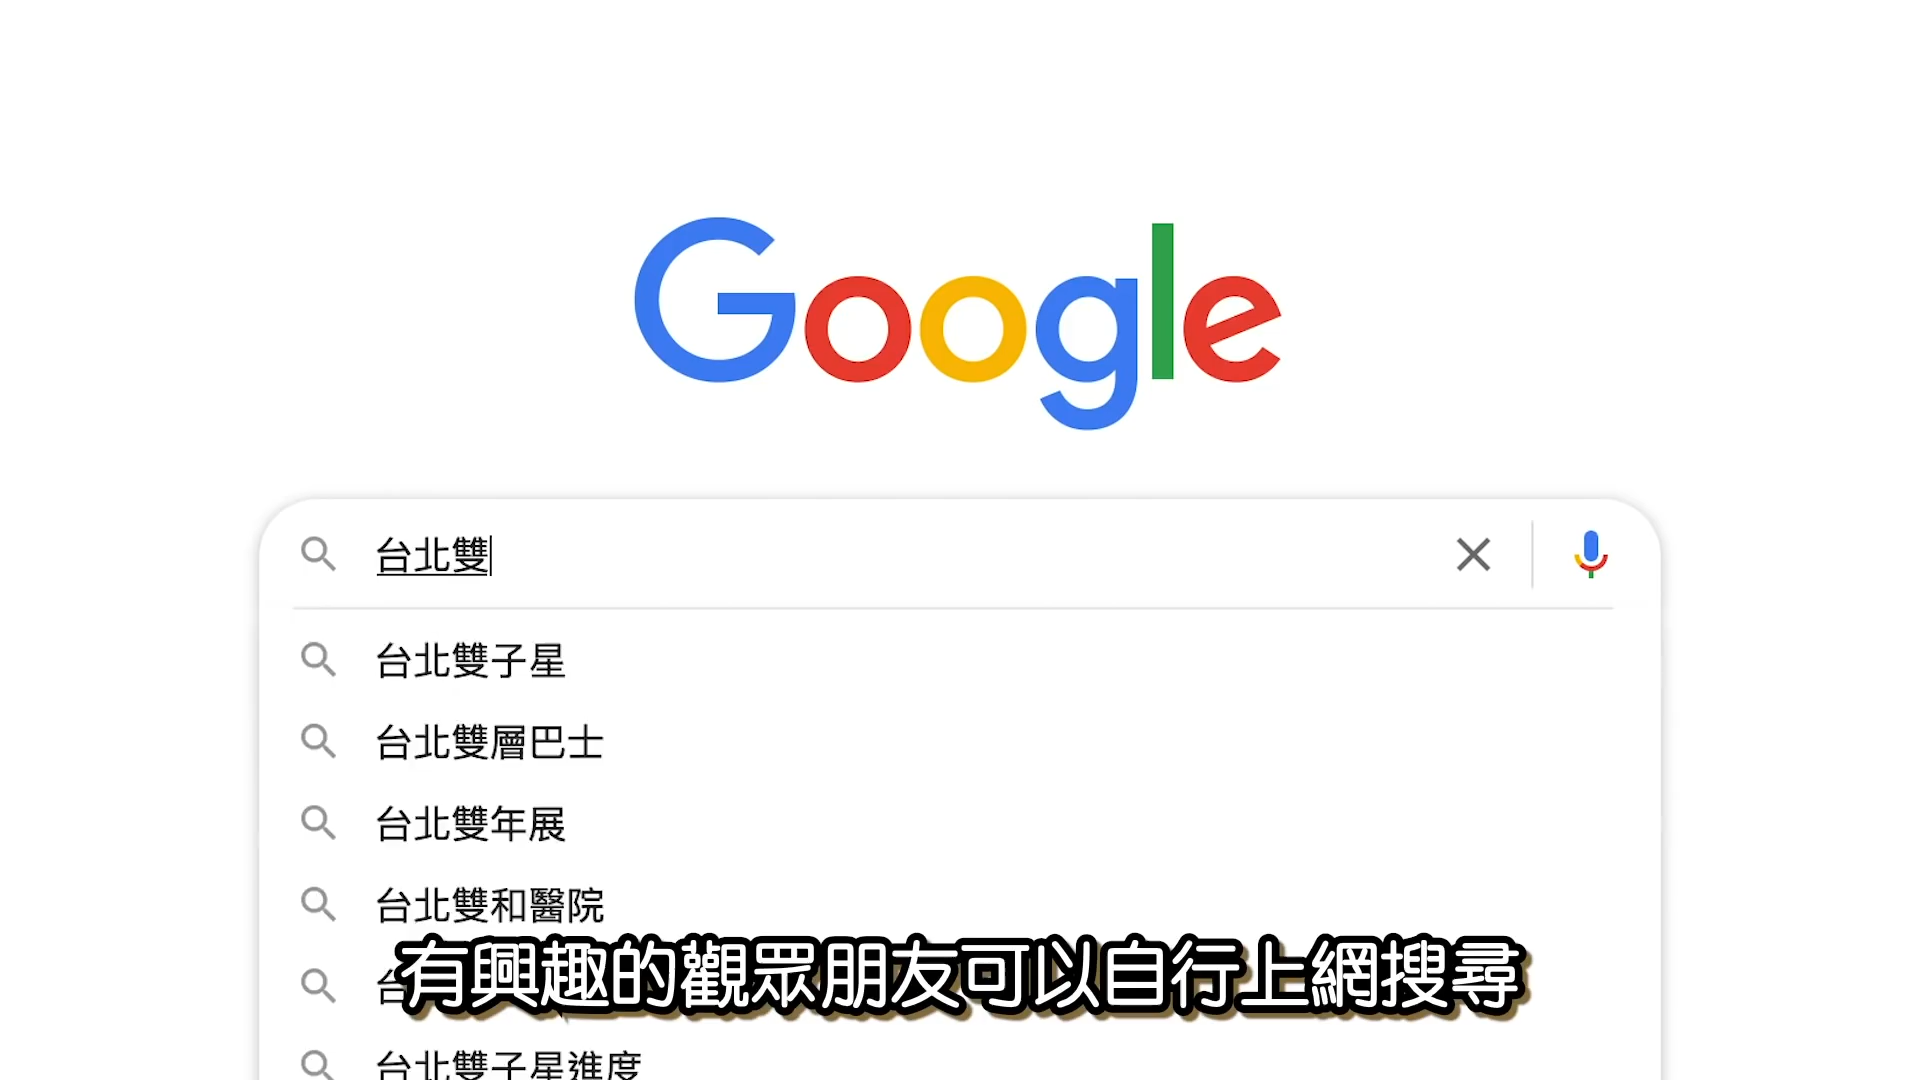 Google
台北雙
台北雙子星
台北雙層巴士
台北雙年展
台北雙和醫院
有興趣的觀眾朋友可以自行上網搜尋
台北雙子星進度